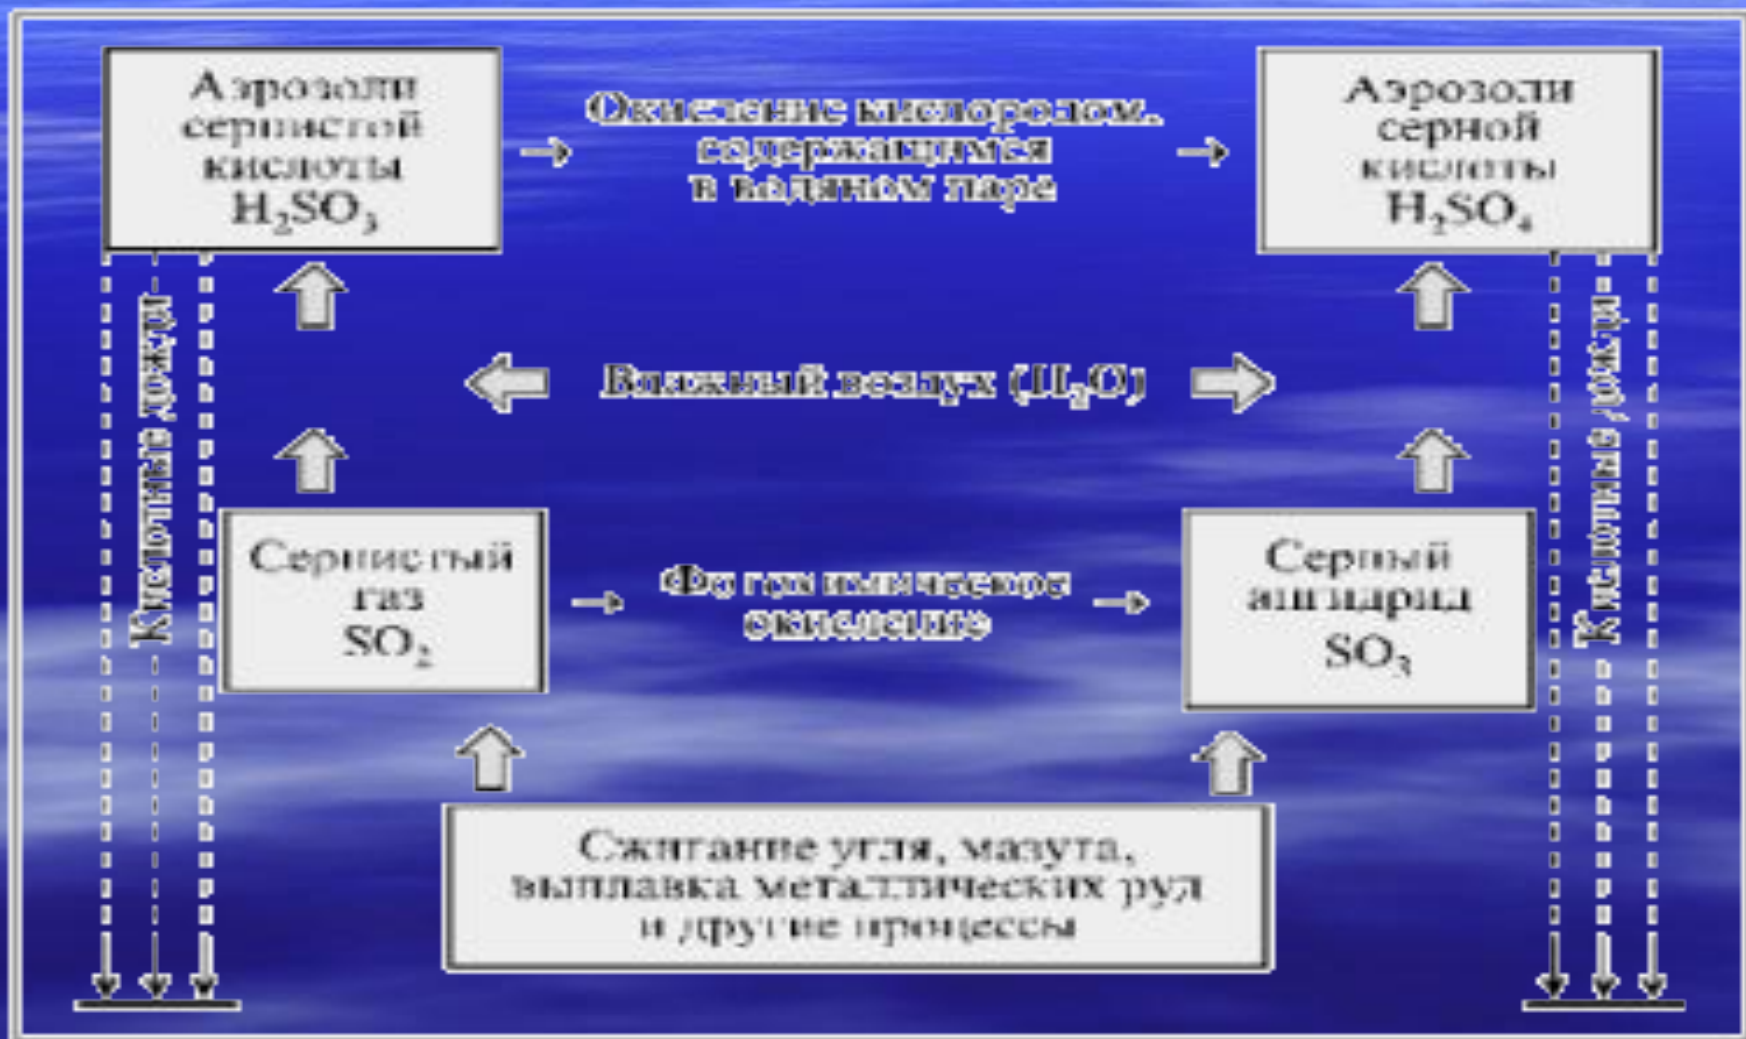 Аэрозоли
сернистой
кислоты
H₂SO₃
Окисление кислородом,
содержащимся
в водяном паре
Аэрозоли
серной
кислоты
H₂SO₄
Кислотные дожди
Влажный воздух (H₂O)
Кислотные дожди
Сернистый
газ
SO₂
Фотохимическое
окисление
Серный
ангидрид
SO₃
Сжигание угля, мазута,
выплавка металлических руд
и другие процессы